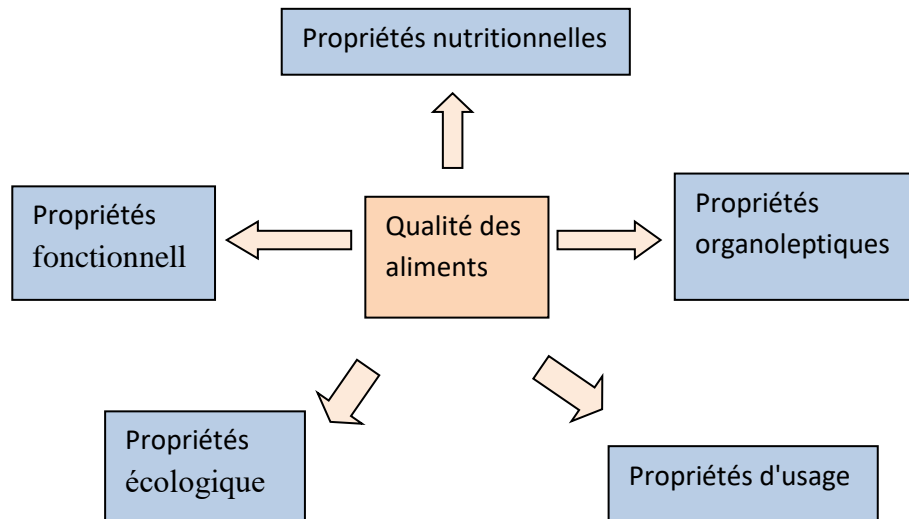 Propriétés nutritionnelles
Propriétés
fonctionnell
Qualité des
aliments
Propriétés
organoleptiques
Propriétés
écologique
Propriétés d'usage